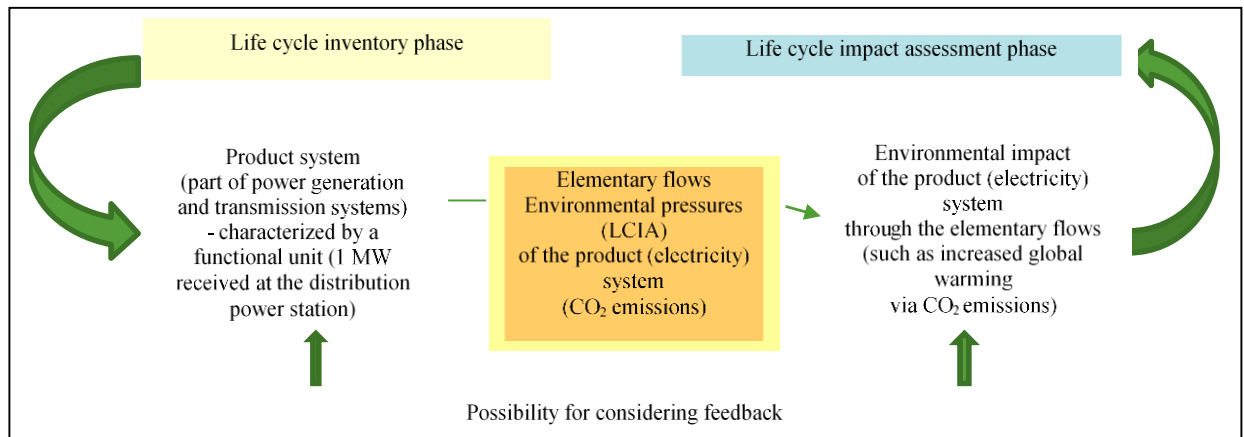 Life cycle inventory phase
Life cycle impact assessment phase
Product system
(part of power generation
and transmission systems)
- characterized by a
functional unit (1 MW
received at the distribution
power station)
Elementary flows
Environmental pressures
(LCIA)
of the product (electricity)
system
(CO₂ emissions)
Environmental impact
of the product (electricity)
system
through the elementary flows
(such as increased global
warming
via CO₂ emissions)
Possibility for considering feedback